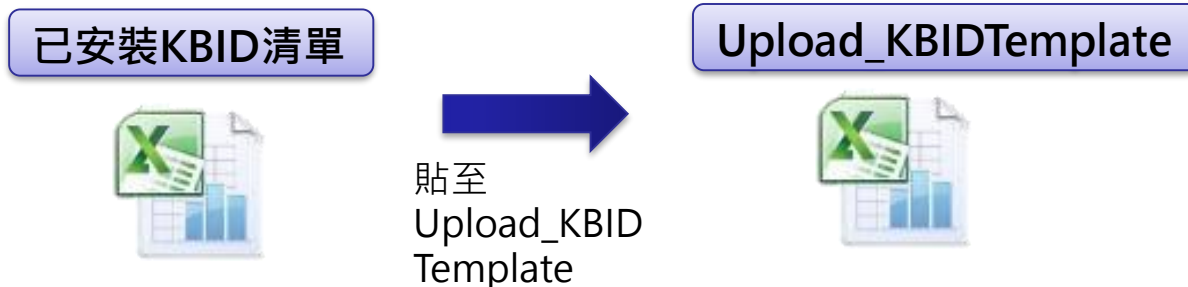 已安裝KBID清單
Upload_KBIDTemplate
貼至
Upload_KBID
Template